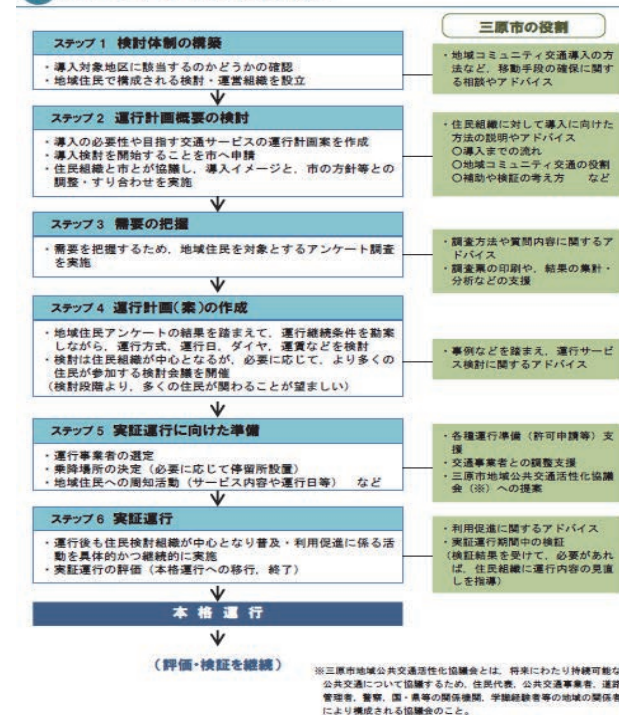 三原市の役割
ステップ1 検討体制の構築
・導入対象地区に該当するのかどうかの確認
・地域住民で構成される検討・運営組織を設立
・地域コミュニティ交通導入の方
法など，移動手段の確保に関す
る相談やアドバイス
ステップ2 運行計画概要の検討
・導入の必要性や目指す交通サービスの運行計画案を作成
・導入検討を開始することを市へ申請
・住民組織と市とが協議し，導入イメージと，市の方針等との
調整・すり合わせを実施
・住民組織に対して導入に向けた
方法の説明やアドバイス
〇導入までの流れ
〇地域コミュニティ交通の役割
〇補助や検証の考え方 など
ステップ3 需要の把握
・需要を把握するため，地域住民を対象とするアンケート調査
を実施
・調査方法や質問内容に関するア
ドバイス
・調査票の印刷や，結果の集計・
分析などの支援
ステップ4 運行計画(案)の作成
・地域住民アンケートの結果を踏まえて，運行継続条件を勘案
しながら，運行方式，運行日，ダイヤ，運賃などを検討
・検討は住民組織が中心となるが，必要に応じて，より多くの
住民が参加する検討会議を開催
(検討段階より，多くの住民が関わることが望ましい)
・事例などを踏まえ，運行サービ
ス検討に関するアドバイス
ステップ5 実証運行に向けた準備
・運行事業者の選定
・乗降場所の決定（必要に応じて停留所設置）
・地域住民への周知活動（サービス内容や運行日等） など
・各種運行準備（許可申請等）支
援
・交通事業者との調整支援
・三原市地域公共交通活性化協議
会（※）への提案
ステップ6 実証運行
・運行後も住民検討組織が中心となり普及・利用促進に係る活
動を具体的かつ継続的に実施
・実証運行の評価（本格運行への移行，終了）
・利用促進に関するアドバイス
・実証運行期間中の検証
(検証結果を受けて，必要があれ
ば，住民組織に運行内容の見直
しを指導)
本格運行
(評価・検証を継続)
※三原市地域公共交通活性化協議会とは，将来にわたり持続可能な
公共交通について協議するため，住民代表，公共交通事業者，道路
管理者，警察，国・県等の関係機関，学識経験者等の地域の関係者
により構成される協議会のこと。